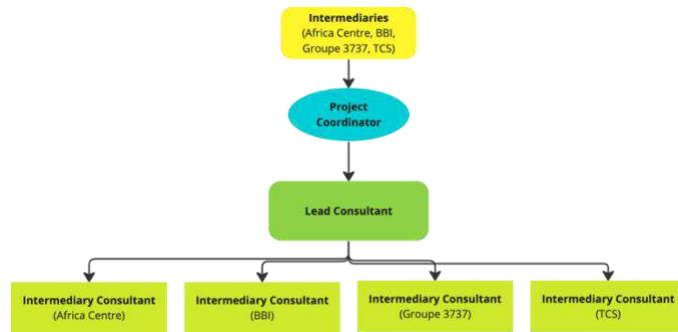 Intermediaries
(Africa Centre, BBI,
Groupe 3737, TCS)
Project
Coordinator
Lead Consultant
Intermediary Consultant
(Africa Centre)
Intermediary Consultant
(BBI)
Intermediary Consultant
(Groupe 3737)
Intermediary Consultant
(TCS)